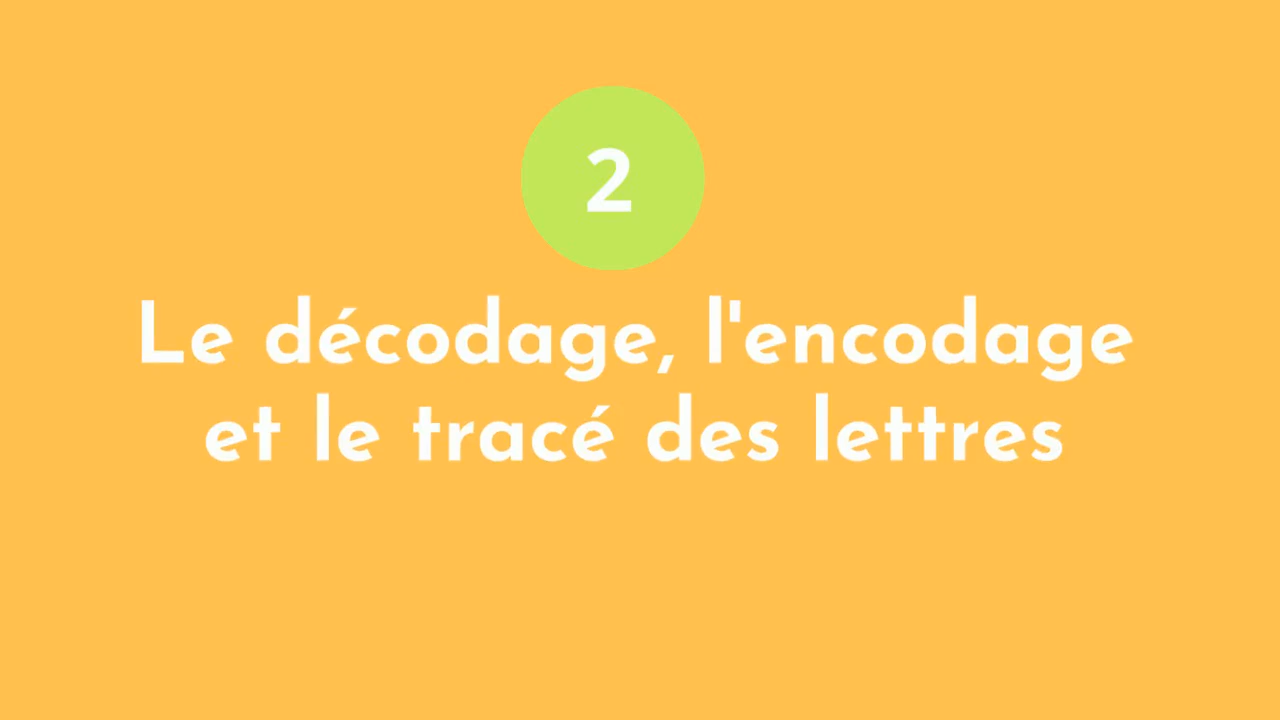 2
Le décodage, l'encodage
et le tracé des lettres